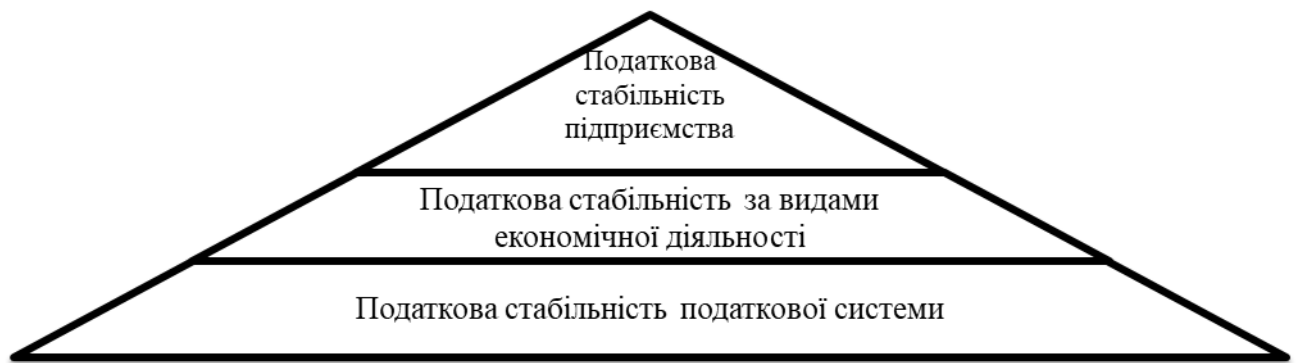 Податкова
стабільність
підприємства
Податкова стабільність за видами
економічної діяльності
Податкова стабільність податкової системи